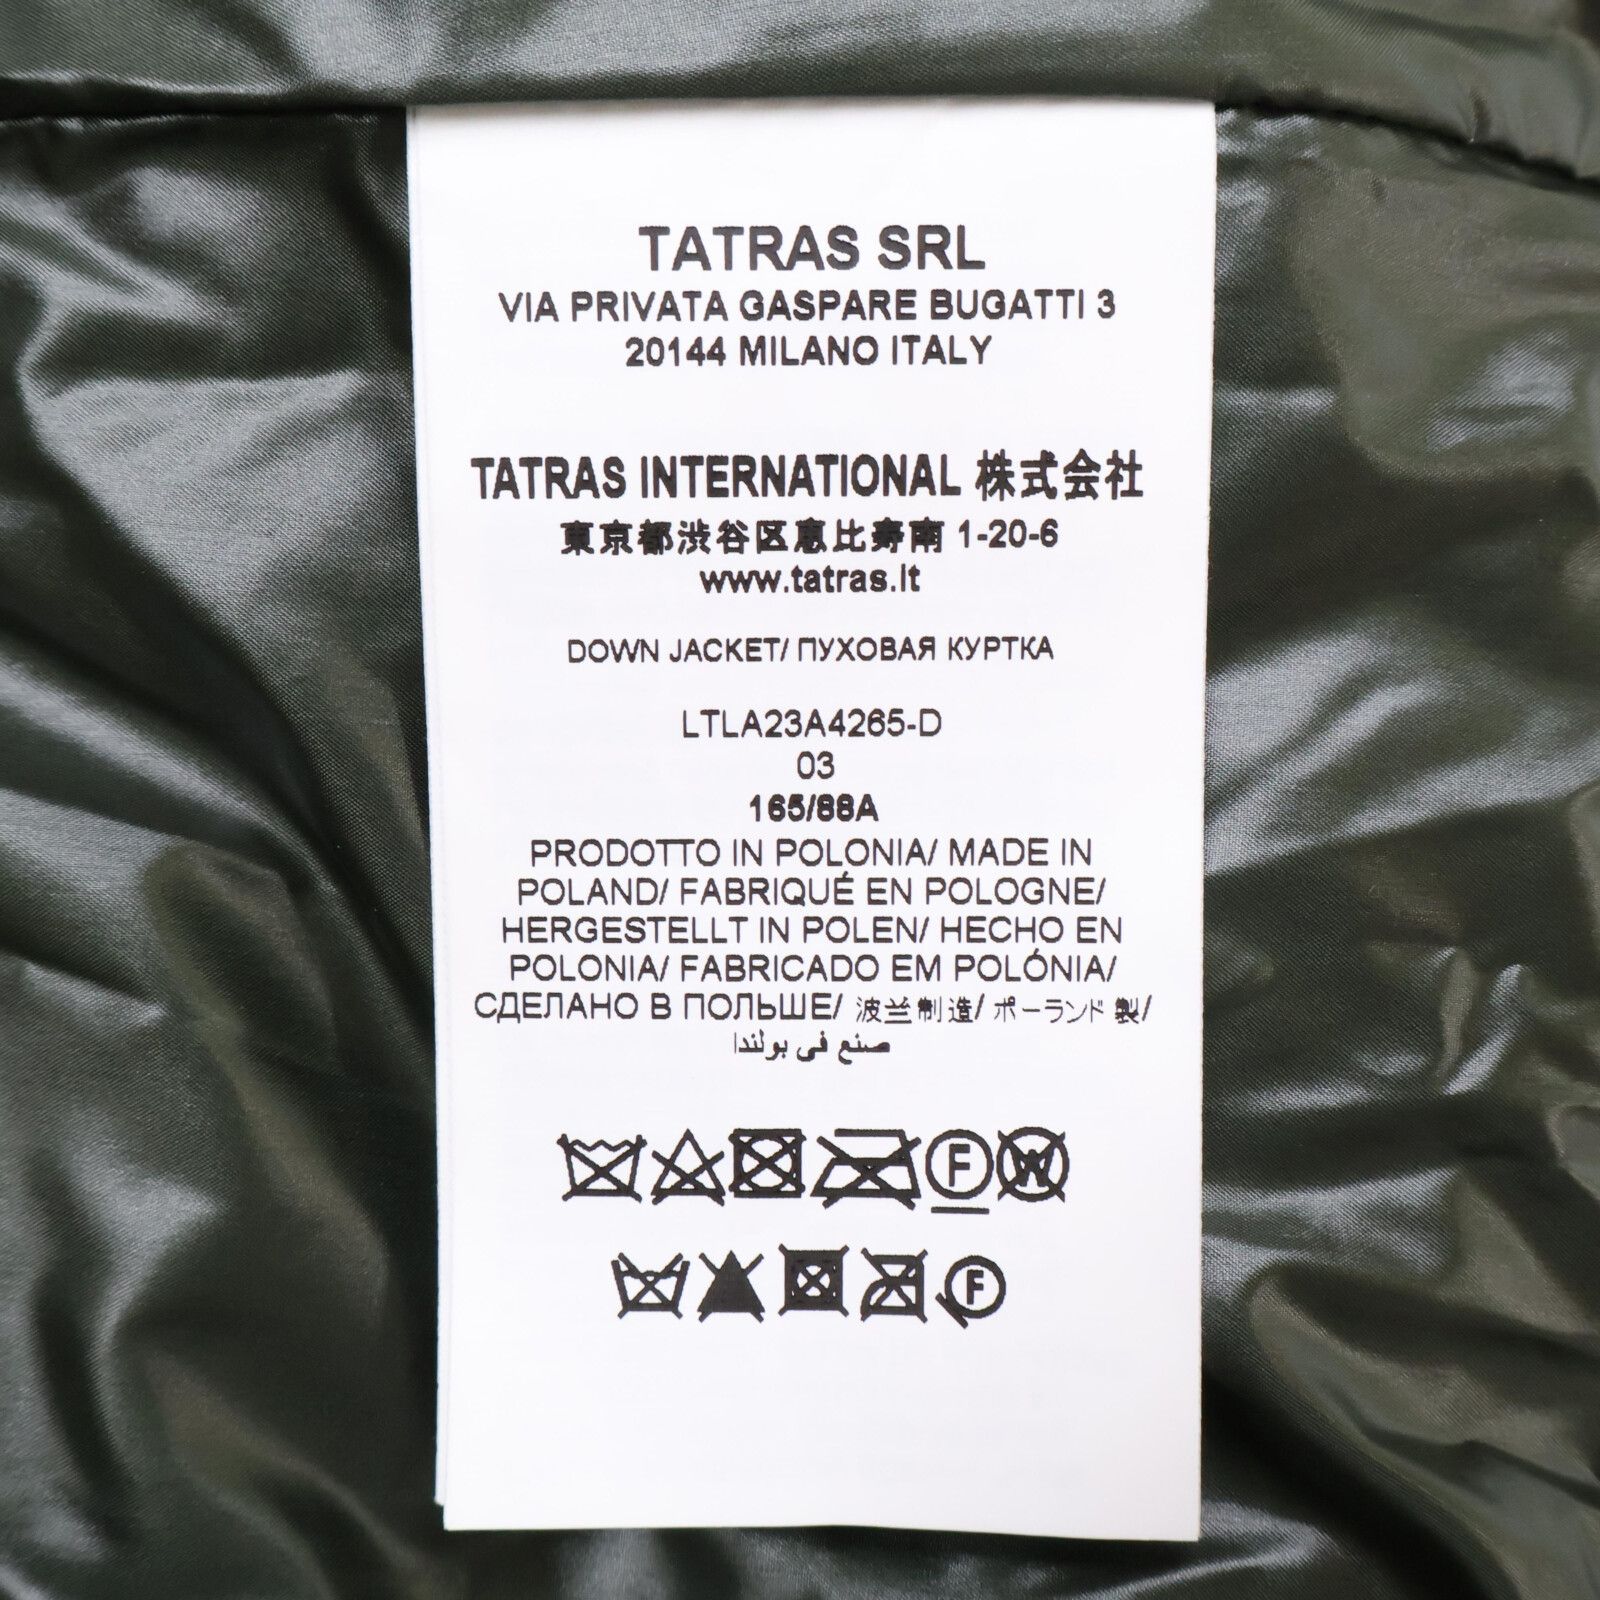 TATRAS SRL
VIA PRIVATA GASPARE BUGATTI 3
20144 MILANO ITALY
TATRAS INTERNATIONAL 株式会社
東京都渋谷区恵比寿南 1-20-6
www.tatras.it
DOWN JACKET/ ПУХОВАЯ КУРТКА
LTLA23A4265-D
03
165/88A
PRODOTTO IN POLONIA/ MADE IN
POLAND/ FABRIQUÉ EN POLOGNE/
HERGESTELLT IN POLEN/ HECHO EN
POLONIA/ FABRICADO EM POLÓNIA/
СДЕЛАНО В ПОЛЬШЕ/ 波兰制造/ ポーランド 製/
صنع في بولندا
F W
F